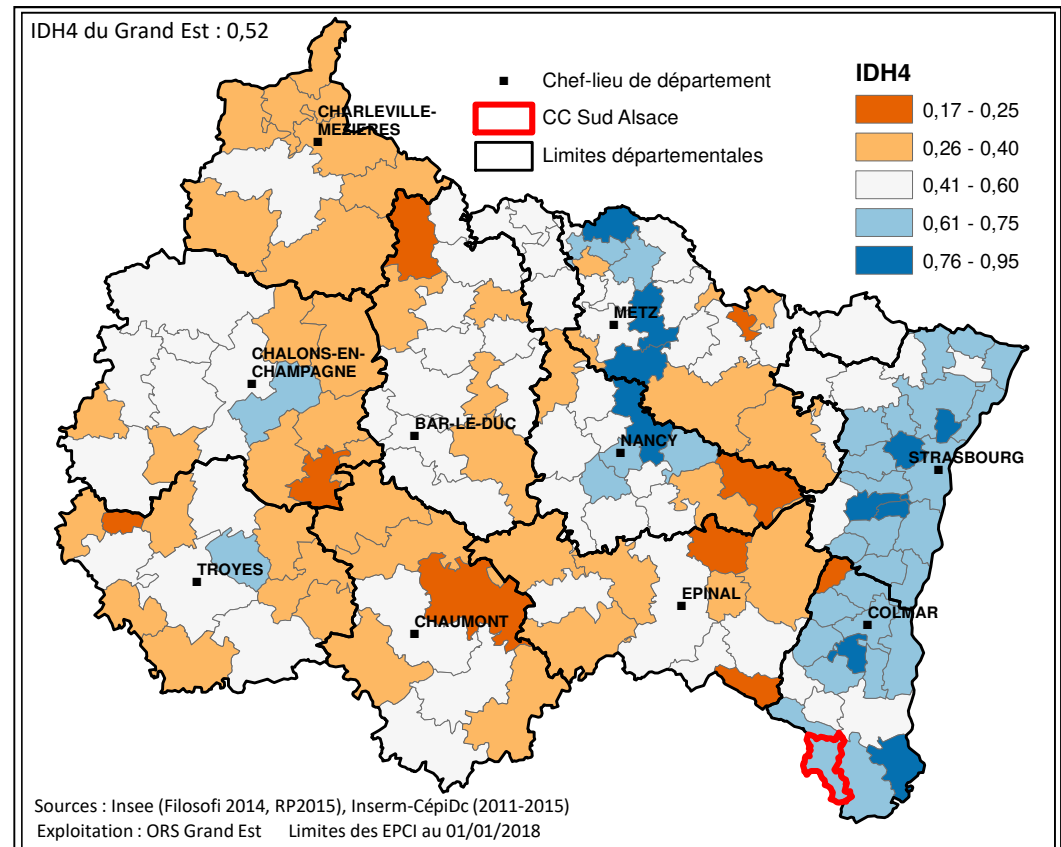 IDH4 du Grand Est : 0,52
Chef-lieu de département
CC Sud Alsace
Limites départementales
IDH4
0,17 - 0,25
0,26 - 0,40
0,41 - 0,60
0,61 - 0,75
0,76 - 0,95
CHARLEVILLE-
MEZIERES
METZ
CHALONS-EN-
CHAMPAGNE
BAR-LE-DUC
NANCY
STRASBOURG
TROYES
EPINAL
CHAUMONT
COLMAR
Sources : Insee (Filosofi 2014, RP2015), Inserm-CépiDc (2011-2015)
Exploitation : ORS Grand Est Limites des EPCI au 01/01/2018